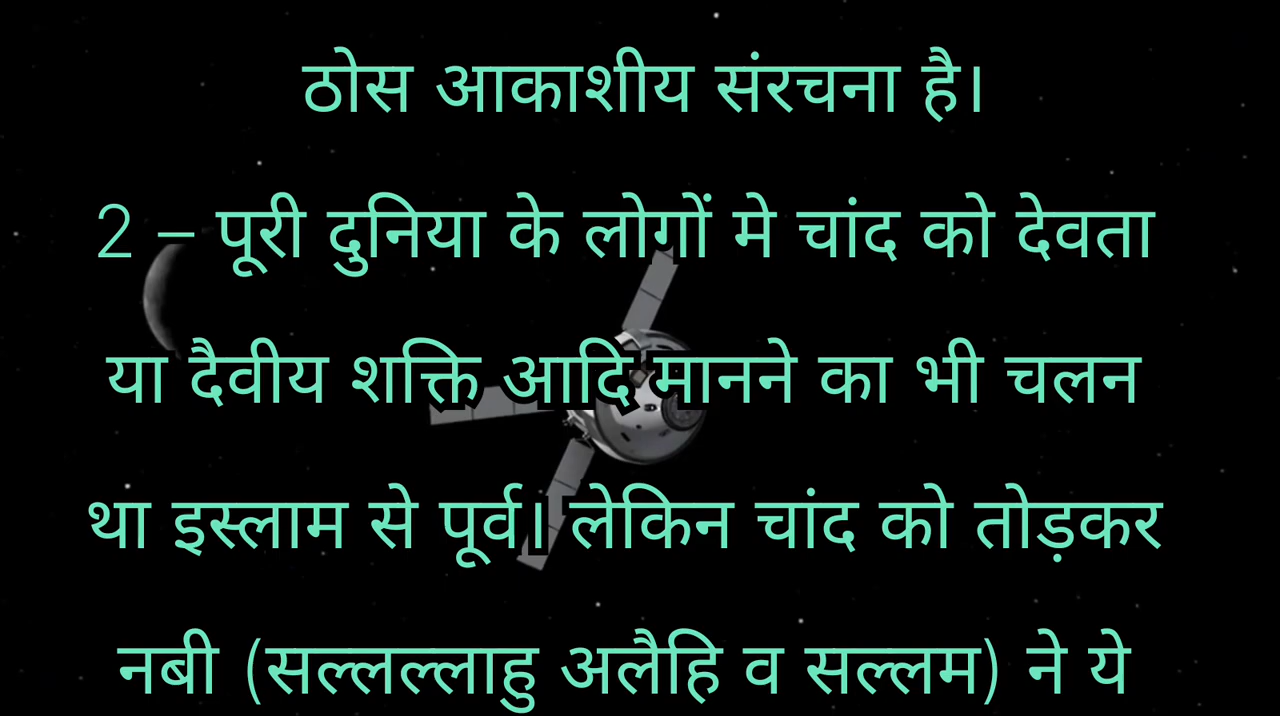 ठोस आकाशीय संरचना है।
2 – पूरी दुनिया के लोगों मे चांद को देवता
या दैवीय शक्ति आदि मानने का भी चलन
था इस्लाम से पूर्व। लेकिन चांद को तोड़कर
नबी (सल्लल्लाहु अलैहि व सल्लम) ने ये